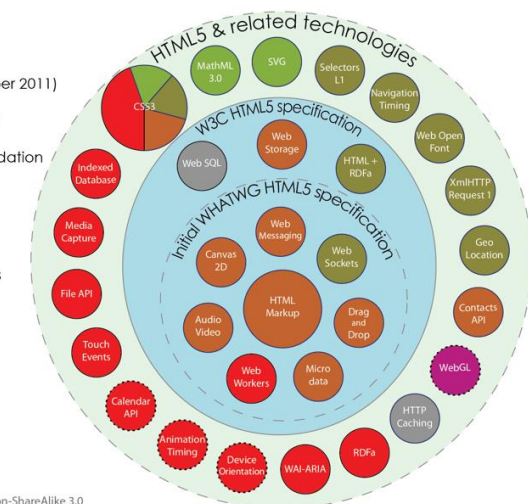 HTML5 & related technologies
er 2011)
dation
s
CSS3
MathML
3.0
SVG
Selectors
L1
Navigation
Timing
Web Open
Font
XmlHTTP
Request 1
Geo
Location
Contacts
API
WebGL
HTTP
Caching
RDFa
WAI-ARIA
Device
Orientation
Animation
Timing
Calendar
API
Touch
Events
File API
Media
Capture
Indexed
Database
W3C HTML5 specification
Web SQL
Web
Storage
HTML +
RDFa
Initial WHATWG HTML5 specification
Web
Messaging
Canvas
2D
Web
Sockets
HTML
Markup
Audio
Video
Drag
and
Drop
Web
Workers
Micro
data
on-ShareAlike 3.0